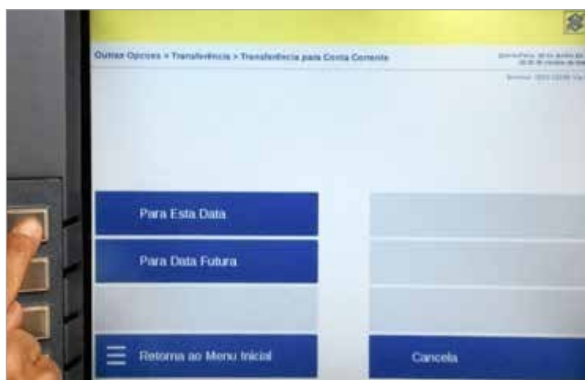 Outras Opções > Transferência > Transferência para Conta Corrente
Para Esta Data
Para Data Futura
Retorna ao Menu Inicial
Cancela